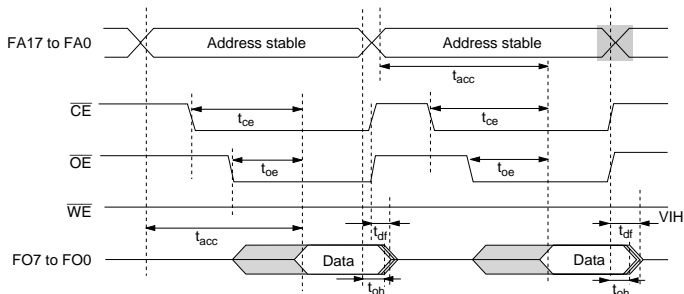 FA17 to FA0
Address stable
Address stable
tacc
CE
tce
tce
OE
toe
toe
WE
VIH
tacc
tdf
tdf
FO7 to FO0
Data
Data
toh
toh